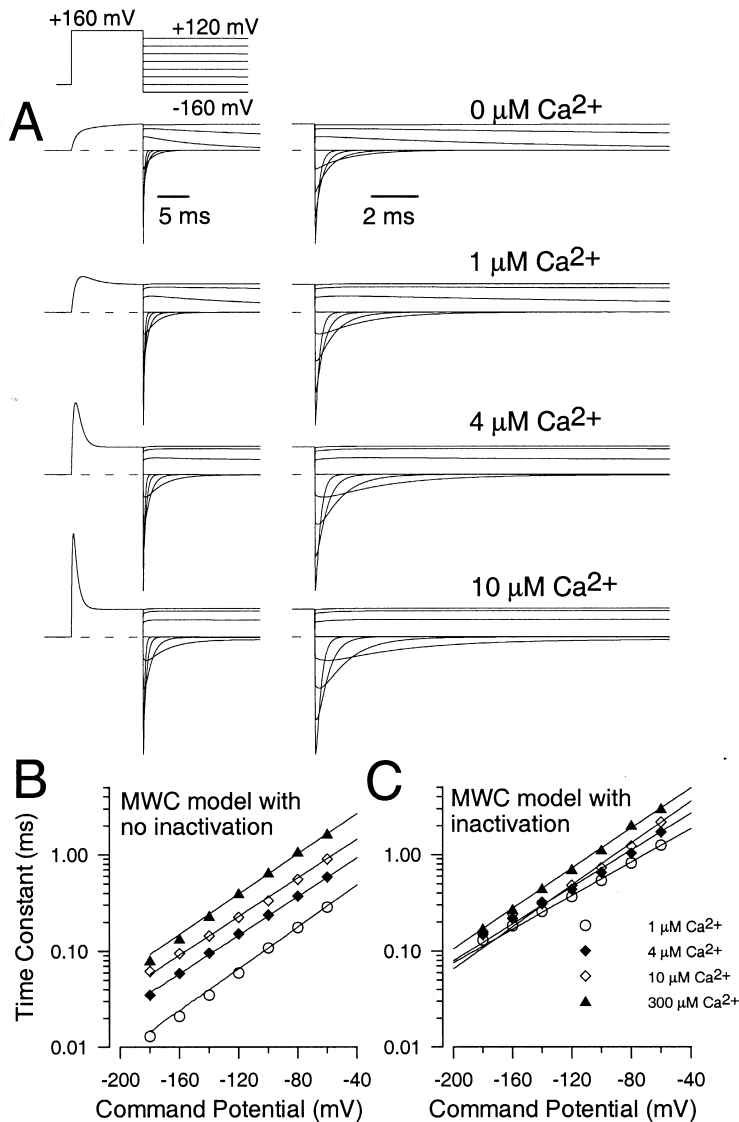 +160 mV
+120 mV
-160 mV
A
0 μM Ca2+
5 ms
2 ms
1 μM Ca2+
4 μM Ca2+
10 μM Ca2+
B
MWC model with
no inactivation
Time Constant (ms)
1.00
0.10
0.01
-200 -160 -120 -80 -40
Command Potential (mV)
C
MWC model with
inactivation
1.00
0.10
0.01
1 μM Ca2+
4 μM Ca2+
10 μM Ca2+
300 μM Ca2+
-200 -160 -120 -80 -40
Command Potential (mV)